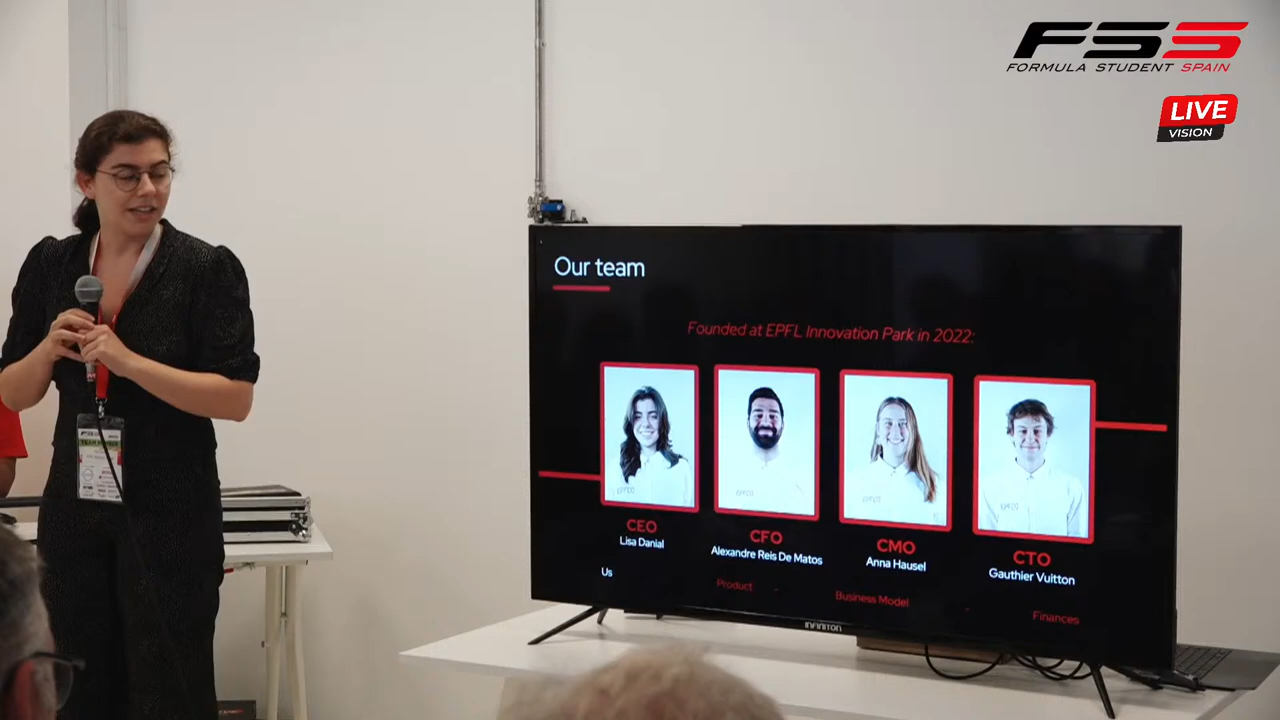 FSS
FORMULA STUDENT SPAIN
LIVE
VISION
Our team
Founded at EPFL Innovation Park in 2022:
CEO
Lisa Danial
CFO
Alexandre Reis De Matos
CMO
Anna Hausel
CTO
Gauthier Vuitton
Us
Product
Business Model
Finances
INFINITON